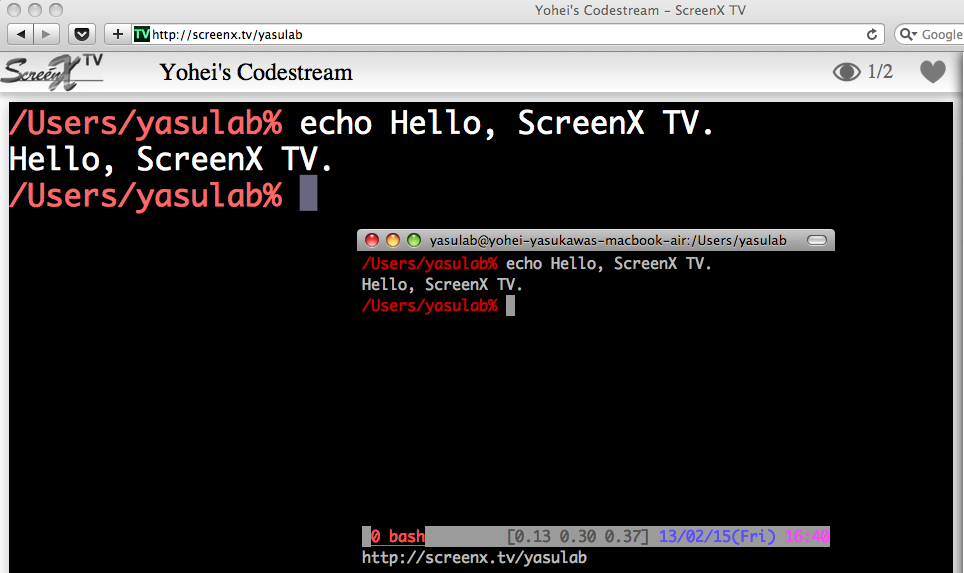 Yohei's Codestream – ScreenX TV
+ TV http://screenx.tv/yasulab Google
ScreenX TV Yohei's Codestream 1/2
/Users/yasulab% echo Hello, ScreenX TV.
Hello, ScreenX TV.
/Users/yasulab%
yasulab@yohei-yasukawas-macbook-air:/Users/yasulab
/Users/yasulab% echo Hello, ScreenX TV.
Hello, ScreenX TV.
/Users/yasulab%
0 bash [0.13 0.30 0.37] 13/02/15(Fri) 16:40
http://screenx.tv/yasulab